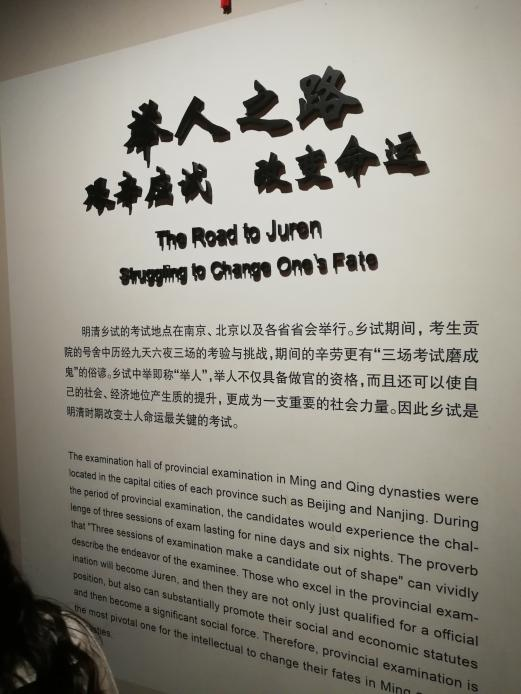 举人之路
艰辛应试 改变命运
The Road to Juren
Struggling to Change One's Fate
明清乡试的考试地点在南京、北京以及各省省会举行。乡试期间，考生贡
院的号舍中历经九天六夜三场的考验与挑战，期间的辛劳更有“三场考试磨成
鬼”的俗谚。乡试中举即称“举人”，举人不仅具备做官的资格，而且还可以使自
己的社会、经济地位产生质的提升，更成为一支重要的社会力量。因此乡试是
明清时期改变士人命运最关键的考试。
The examination hall of provincial examination in Ming and Qing dynasties were
located in the capital cities of each province such as Beijing and Nanjing. During
the period of provincial examination, the candidates would experience the chal-
lenge of three sessions of exam lasting for nine days and six nights. The proverb
that "Three sessions of examination make a candidate out of shape" can vividly
describe the endeavor of the examinee. Those who excel in the provincial exam-
ination will become Juren, and then they are not only just qualified for a official
position, but also can substantially promote their social and economic statutes
and then become a significant social force. Therefore, provincial examination is
the most pivotal one for the intellectual to change their fates in Ming